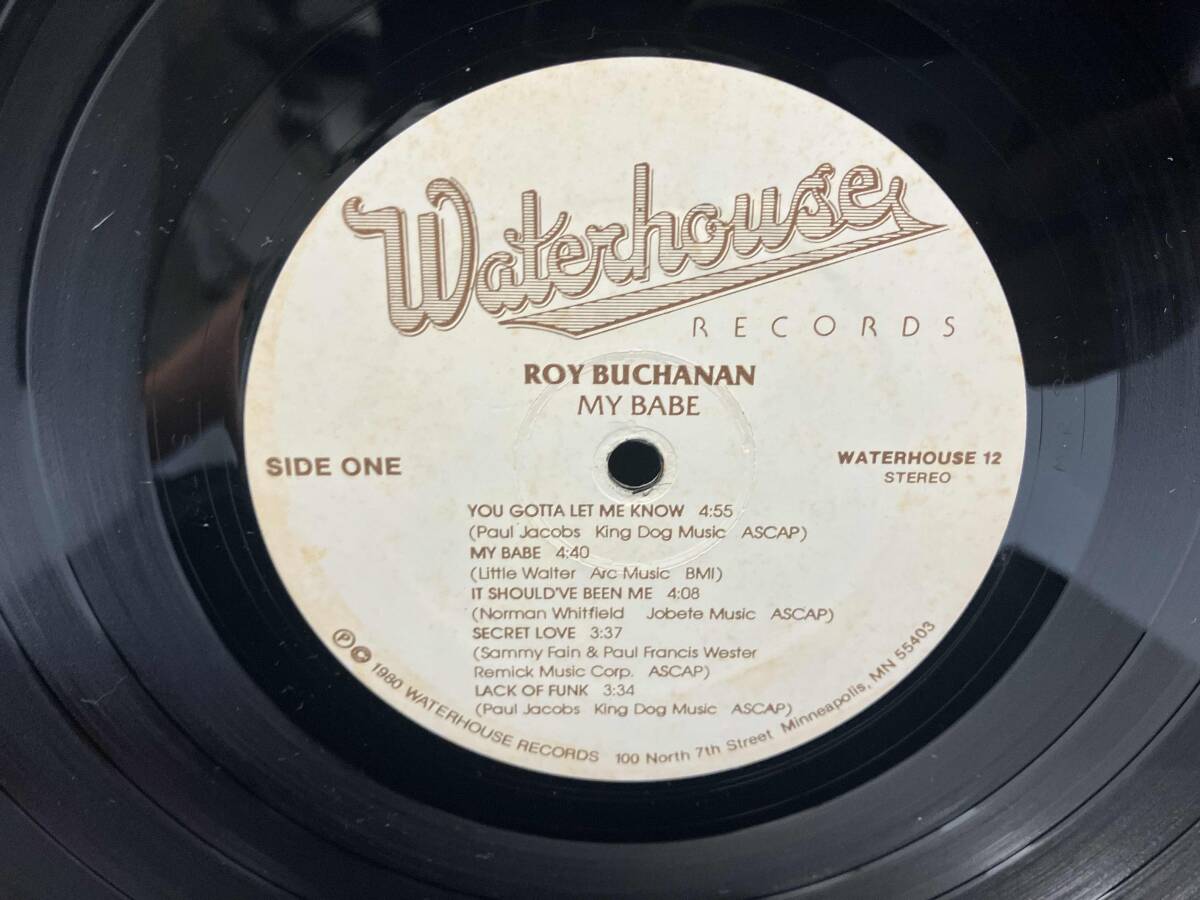 Waterhouse
RECORDS
ROY BUCHANAN
MY BABE
SIDE ONE
WATERHOUSE 12
STEREO
YOU GOTTA LET ME KNOW 4:55
(Paul Jacobs King Dog Music ASCAP)
MY BABE 4:40
(Little Walter Arc Music BMI)
IT SHOULD'VE BEEN ME 4:08
(Norman Whitfield Jobete Music ASCAP)
SECRET LOVE 3:37
(Sammy Fain & Paul Francis Wester
Remick Music Corp. ASCAP)
LACK OF FUNK 3:34
(Paul Jacobs King Dog Music ASCAP)
℗© 1980 WATERHOUSE RECORDS 100 North 7th Street Minneapolis, MN 55403